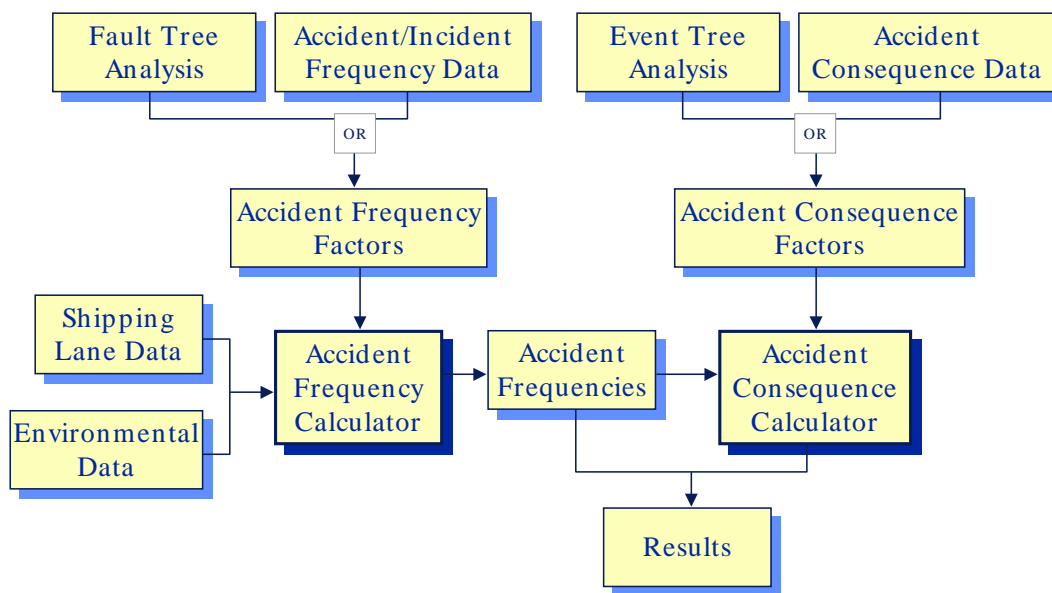 Fault Tree
Analysis
Accident/Incident
Frequency Data
Event Tree
Analysis
Accident
Consequence Data
OR
OR
Accident Frequency
Factors
Accident Consequence
Factors
Shipping
Lane Data
Environmental
Data
Accident
Frequency
Calculator
Accident
Frequencies
Accident
Consequence
Calculator
Results